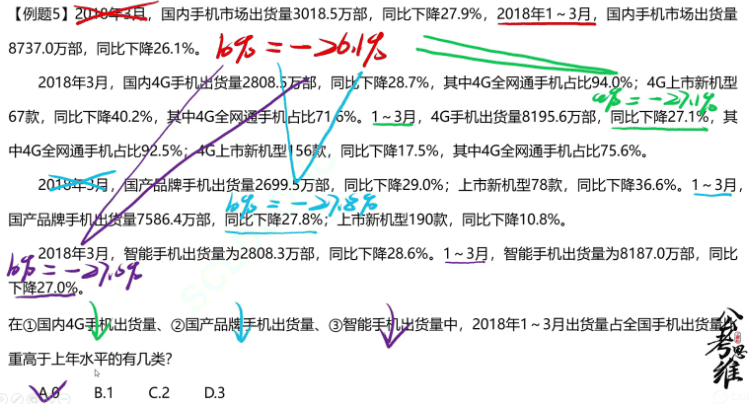 【例题5】2018年3月，国内手机市场出货量3018.5万部，同比下降27.9%，2018年1～3月，国内手机市场出货量
8737.0万部，同比下降26.1%。 b% = -26.1%
2018年3月，国内4G手机出货量2808.5万部，同比下降28.7%，其中4G全网通手机占比94.0%；4G上市新机型
a% = -27.1%
67款，同比下降40.2%，其中4G全网通手机占比71.6%。1～3月，4G手机出货量8195.6万部，同比下降27.1%，其
中4G全网通手机占比92.5%；4G上市新机型156款，同比下降17.5%，其中4G全网通手机占比75.6%。
2018年3月，国产品牌手机出货量2699.5万部，同比下降29.0%；上市新机型78款，同比下降36.6%。1～3月，
b% = -27.8%
国产品牌手机出货量7586.4万部，同比下降27.8%；上市新机型190款，同比下降10.8%。
2018年3月，智能手机出货量为2808.3万部，同比下降28.6%。1～3月，智能手机出货量为8187.0万部，同比
b% = -27.0%
下降27.0%。
在①国内4G手机出货量、②国产品牌手机出货量、③智能手机出货量中，2018年1～3月出货量占全国手机出货量
重高于上年水平的有几类?
A.0 B.1 C.2 D.3
公考思维